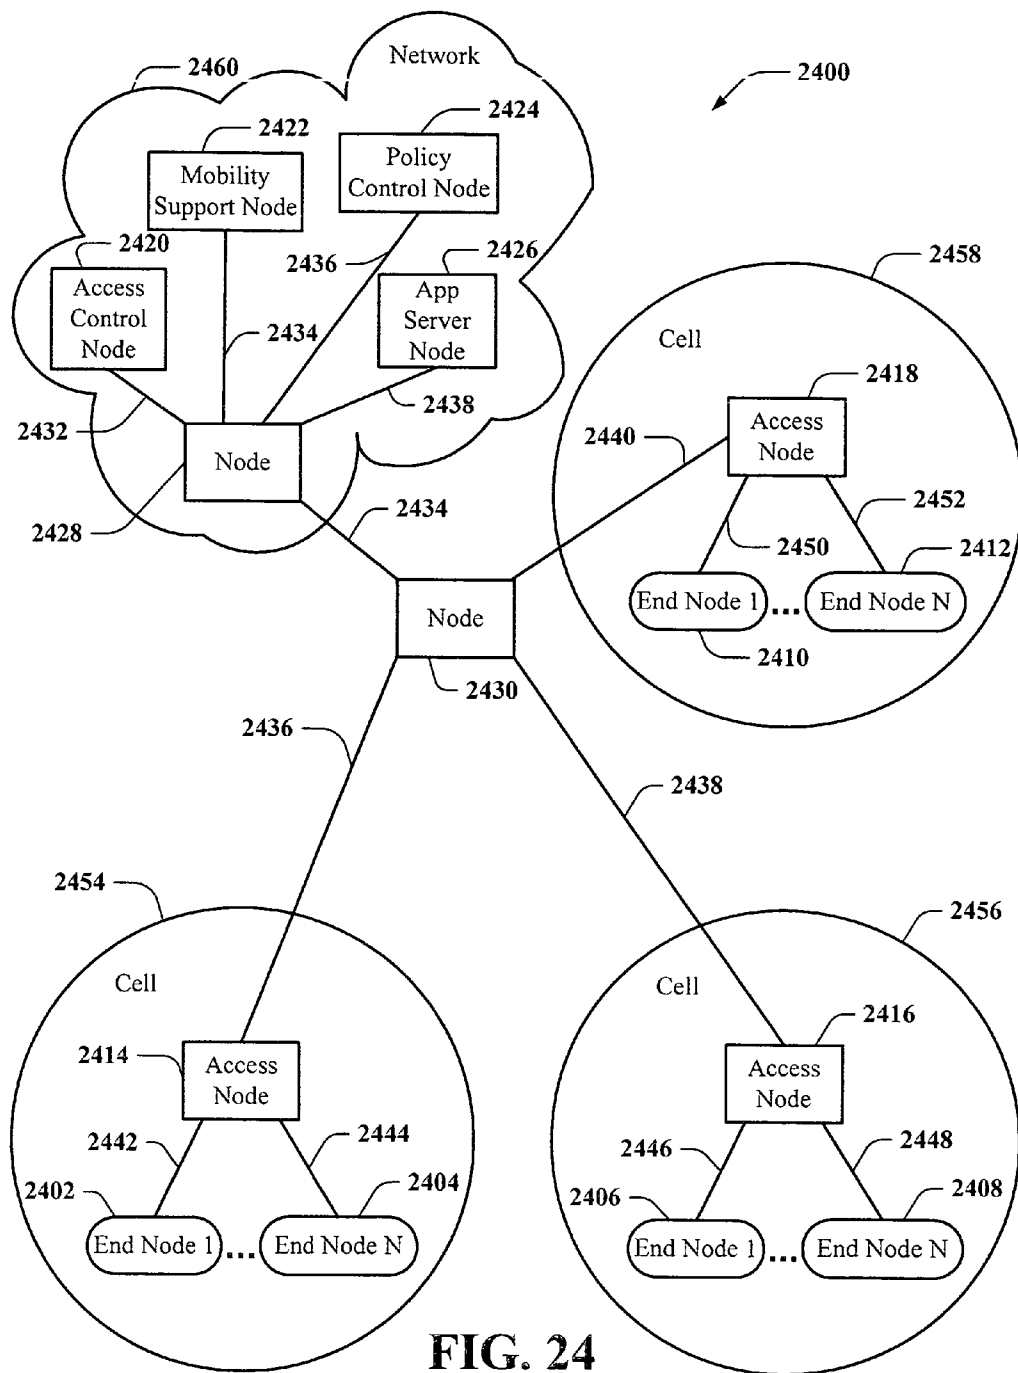 Network
2460
2400
2422
2424
Mobility
Support Node
Policy
Control Node
2420
2436
2426
Access
Control
Node
App
Server
Node
2434
2458
Cell
2432
2438
2418
2440
Access
Node
Node
2428
2434
2450
2452
2412
End Node 1
...
End Node N
Node
2410
2430
2436
2438
2454
2456
Cell
Cell
2414
Access
Node
2416
Access
Node
2442
2444
2446
2448
2402
2404
2406
2408
End Node 1
...
End Node N
End Node 1
...
End Node N
FIG. 24